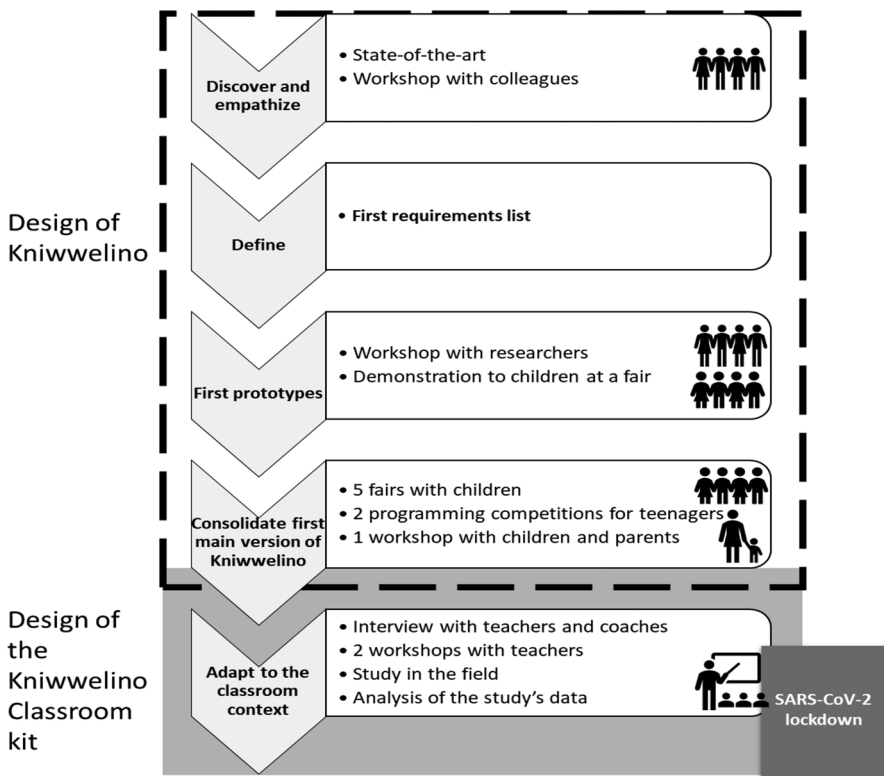 Discover and
empathize
• State-of-the-art
• Workshop with colleagues
Design of
Kniwwelino
Define
• First requirements list
First prototypes
• Workshop with researchers
• Demonstration to children at a fair
Consolidate first
main version of
Kniwwelino
• 5 fairs with children
• 2 programming competitions for teenagers
• 1 workshop with children and parents
Design of
the
Kniwwelino
Classroom
kit
Adapt to the
classroom
context
• Interview with teachers and coaches
• 2 workshops with teachers
• Study in the field
• Analysis of the study's data
SARS-CoV-2
lockdown